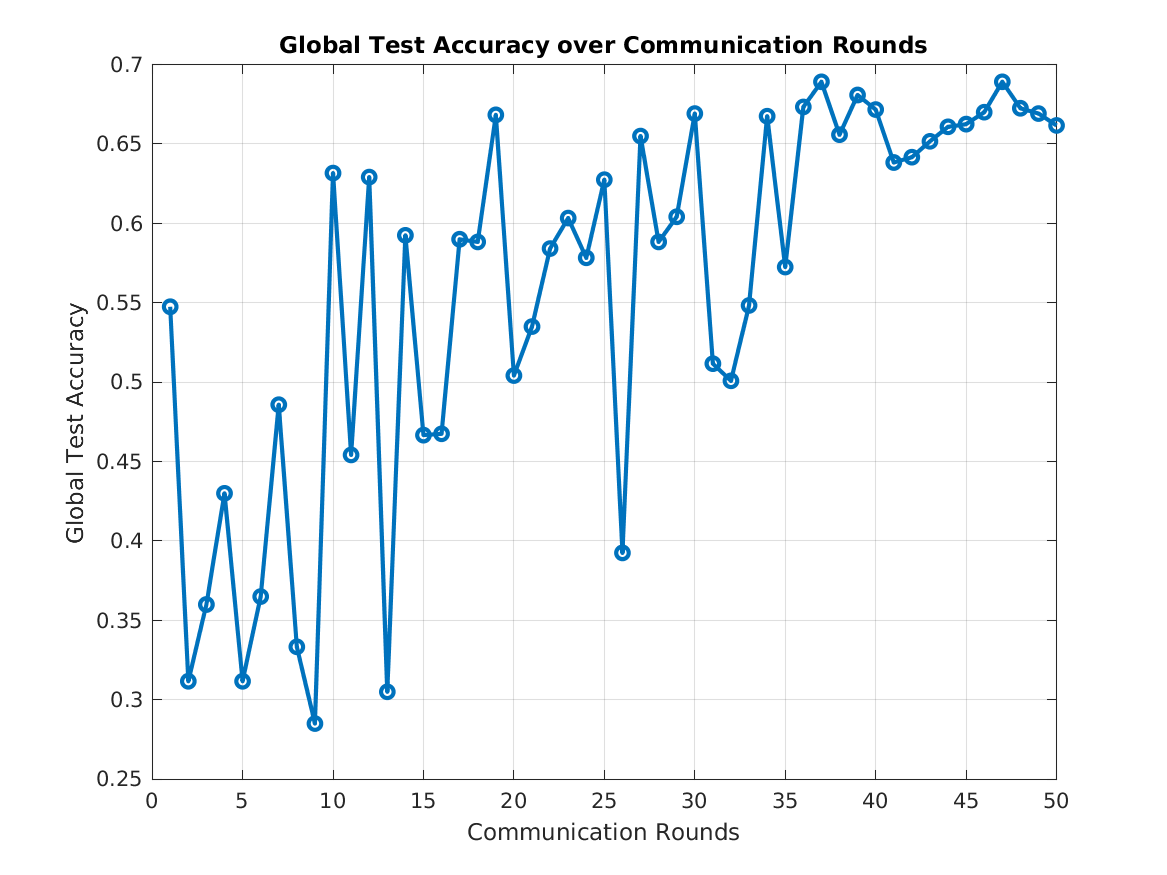 Global Test Accuracy over Communication Rounds
0.7
0.65
0.6
0.55
0.5
0.45
0.4
0.35
0.3
0.25
Global Test Accuracy
0 5 10 15 20 25 30 35 40 45 50
Communication Rounds